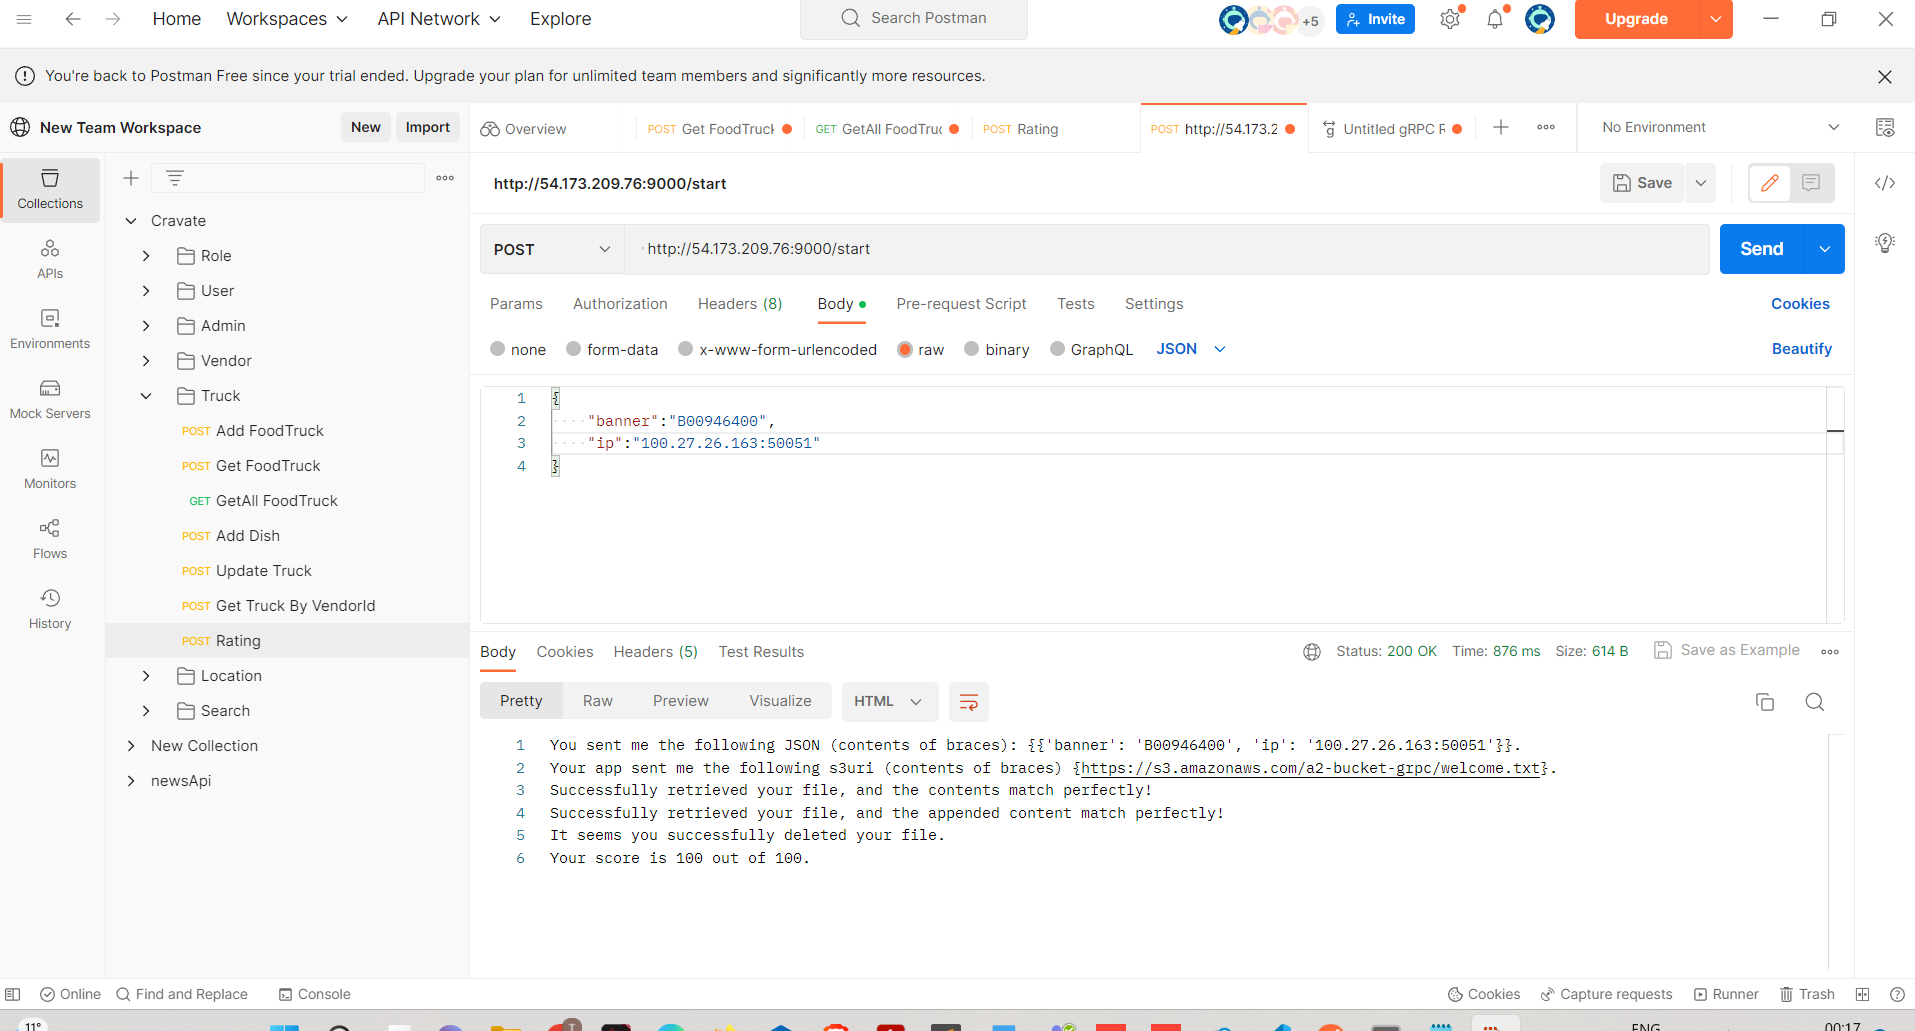 Home Workspaces API Network Explore Search Postman +5 Invite Upgrade
You're back to Postman Free since your trial ended. Upgrade your plan for unlimited team members and significantly more resources.
New Team Workspace New Import
Overview POST Get FoodTruck GET GetAll FoodTruc POST Rating POST http://54.173.2 Untitled gRPC R No Environment
Collections
APIs
Environments
Mock Servers
Monitors
Flows
History
Cravate
Role
User
Admin
Vendor
Truck
POST Add FoodTruck
POST Get FoodTruck
GET GetAll FoodTruck
POST Add Dish
POST Update Truck
POST Get Truck By VendorId
POST Rating
Location
Search
New Collection
newsApi
http://54.173.209.76:9000/start Save
POST http://54.173.209.76:9000/start Send
Params Authorization Headers (8) Body Pre-request Script Tests Settings Cookies
none form-data x-www-form-urlencoded raw binary GraphQL JSON Beautify
1 {
2 "banner":"B00946400",
3 "ip":"100.27.26.163:50051"
4 }
Body Cookies Headers (5) Test Results Status: 200 OK Time: 876 ms Size: 614 B Save as Example
Pretty Raw Preview Visualize HTML
1 You sent me the following JSON (contents of braces): {{'banner': 'B00946400', 'ip': '100.27.26.163:50051'}}.
2 Your app sent me the following s3uri (contents of braces) {https://s3.amazonaws.com/a2-bucket-grpc/welcome.txt}.
3 Successfully retrieved your file, and the contents match perfectly!
4 Successfully retrieved your file, and the appended content match perfectly!
5 It seems you successfully deleted your file.
6 Your score is 100 out of 100.
Online Find and Replace Console Cookies Capture requests Runner Trash
11° ENG 00:17